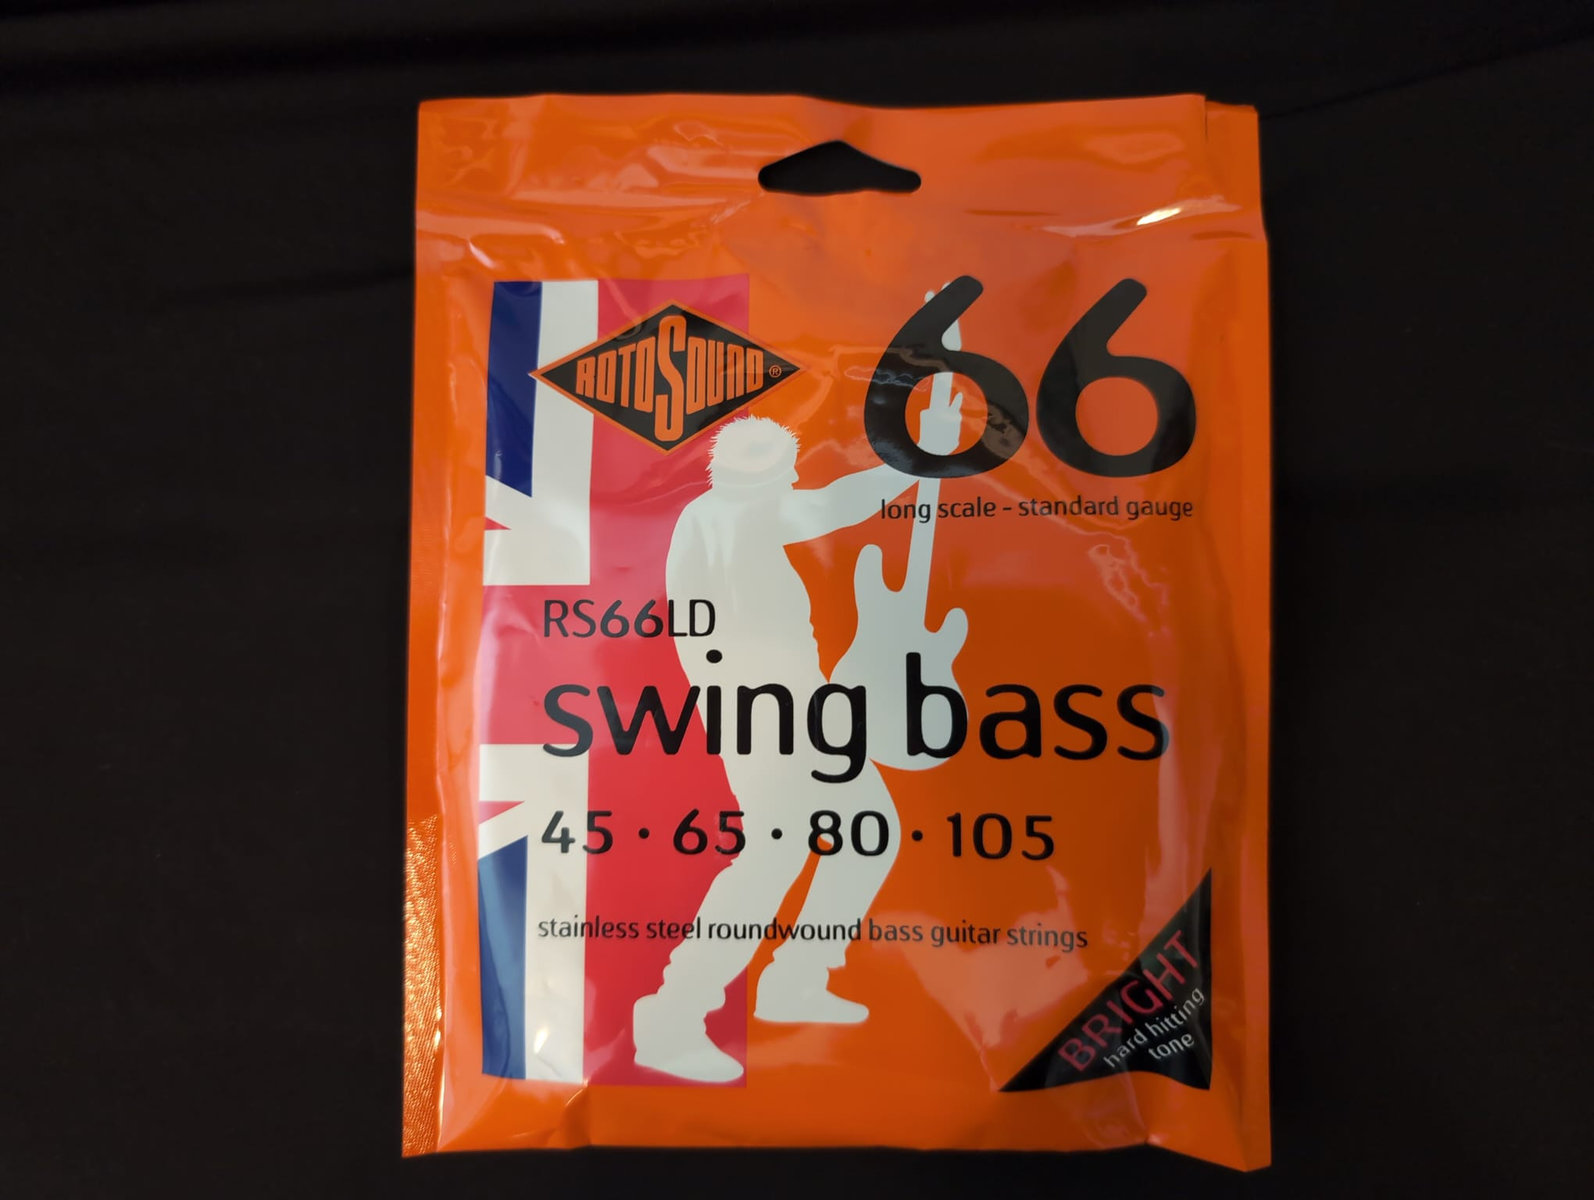 ROTOSOUND®
66
long scale - standard gauge
RS66LD
swing bass
45 · 65 · 80 · 105
stainless steel roundwound bass guitar strings
BRIGHT
hard hitting
tone